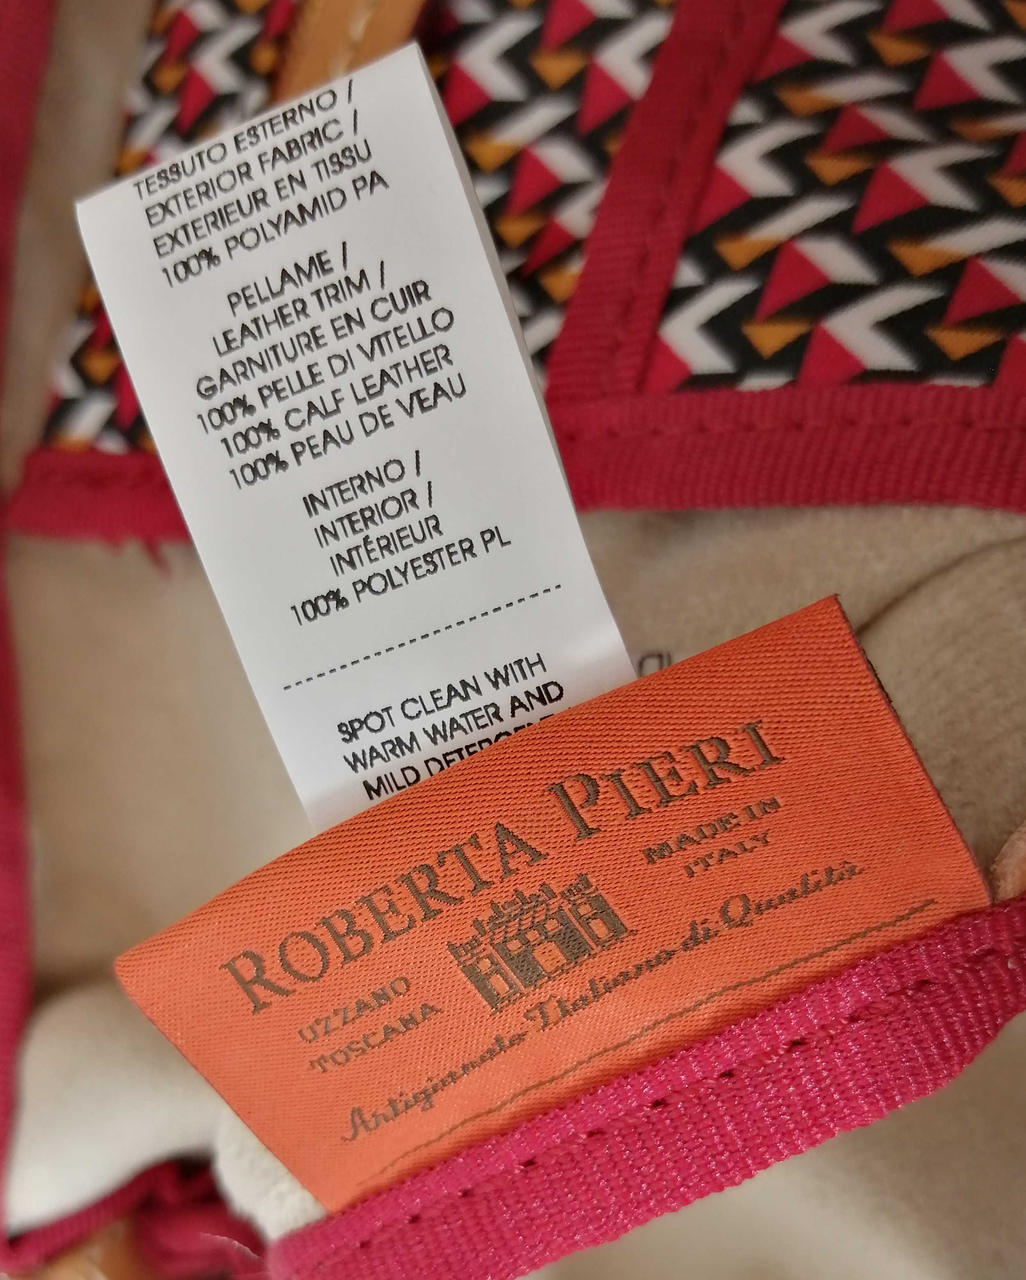 TESSUTO ESTERNO /
EXTERIOR FABRIC /
EXTERIEUR EN TISSU
100% POLYAMID PA
PELLAME /
LEATHER TRIM /
GARNITURE EN CUIR
100% PELLE DI VITELLO
100% CALF LEATHER
100% PEAU DE VEAU
INTERNO /
INTERIOR /
INTÉRIEUR
100% POLYESTER PL
SPOT CLEAN WITH
WARM WATER AND
MILD
ROBERTA PIERI
MADE IN
ITALY
UZZANO
TOSCANA
Artigianato Italiano di Qualità